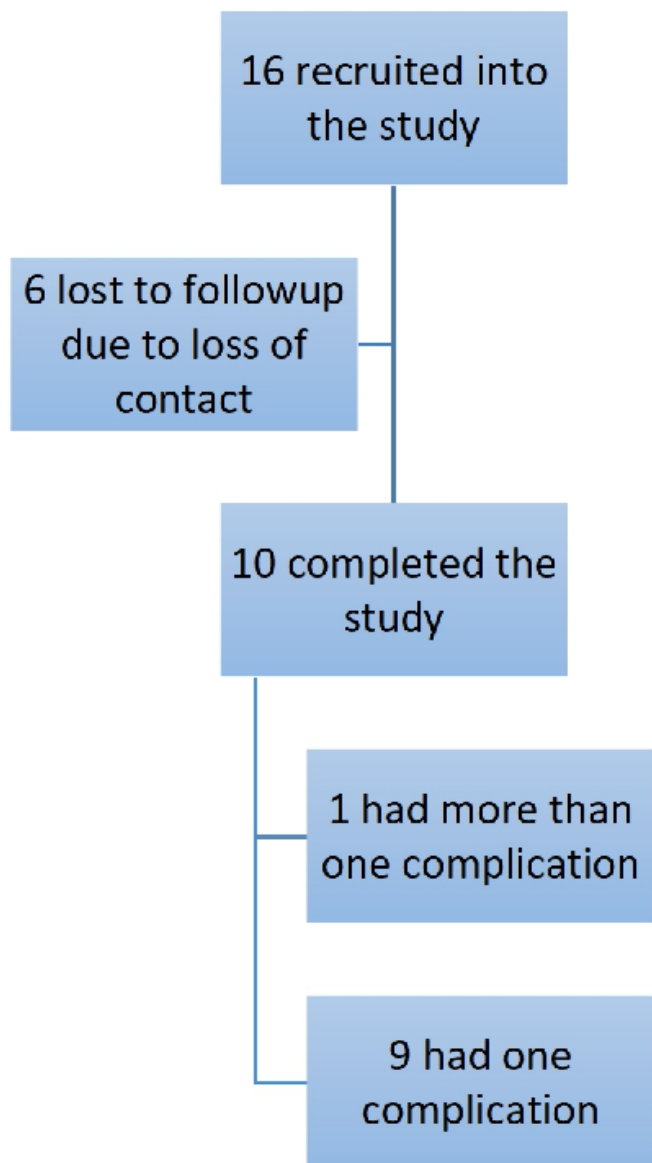 16 recruited into
the study
6 lost to followup
due to loss of
contact
10 completed the
study
1 had more than
one complication
9 had one
complication